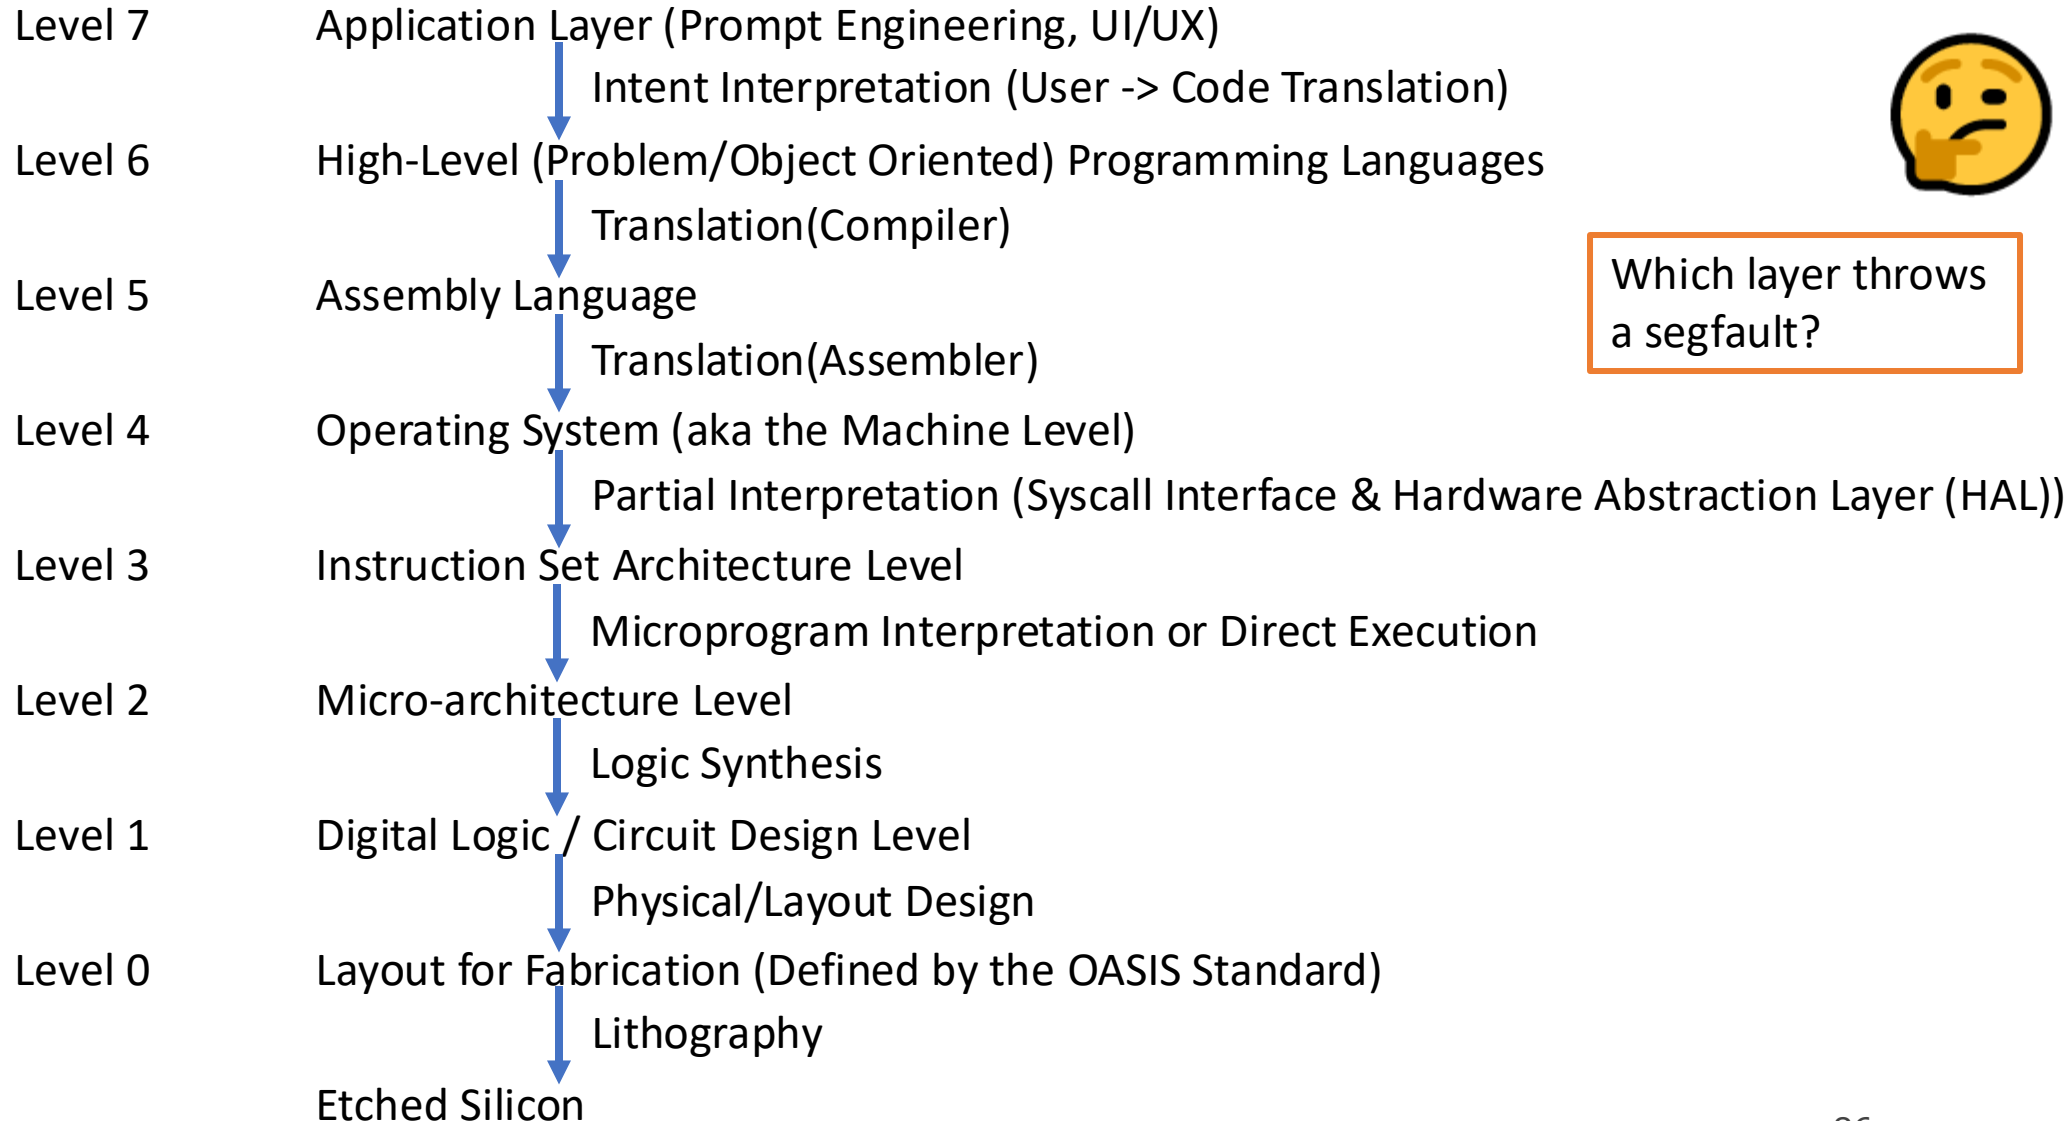 Level 7 Application Layer (Prompt Engineering, UI/UX)
Intent Interpretation (User -> Code Translation)
Level 6 High-Level (Problem/Object Oriented) Programming Languages
Translation(Compiler)
Which layer throws
a segfault?
Level 5 Assembly Language
Translation(Assembler)
Level 4 Operating System (aka the Machine Level)
Partial Interpretation (Syscall Interface & Hardware Abstraction Layer (HAL))
Level 3 Instruction Set Architecture Level
Microprogram Interpretation or Direct Execution
Level 2 Micro-architecture Level
Logic Synthesis
Level 1 Digital Logic / Circuit Design Level
Physical/Layout Design
Level 0 Layout for Fabrication (Defined by the OASIS Standard)
Lithography
Etched Silicon